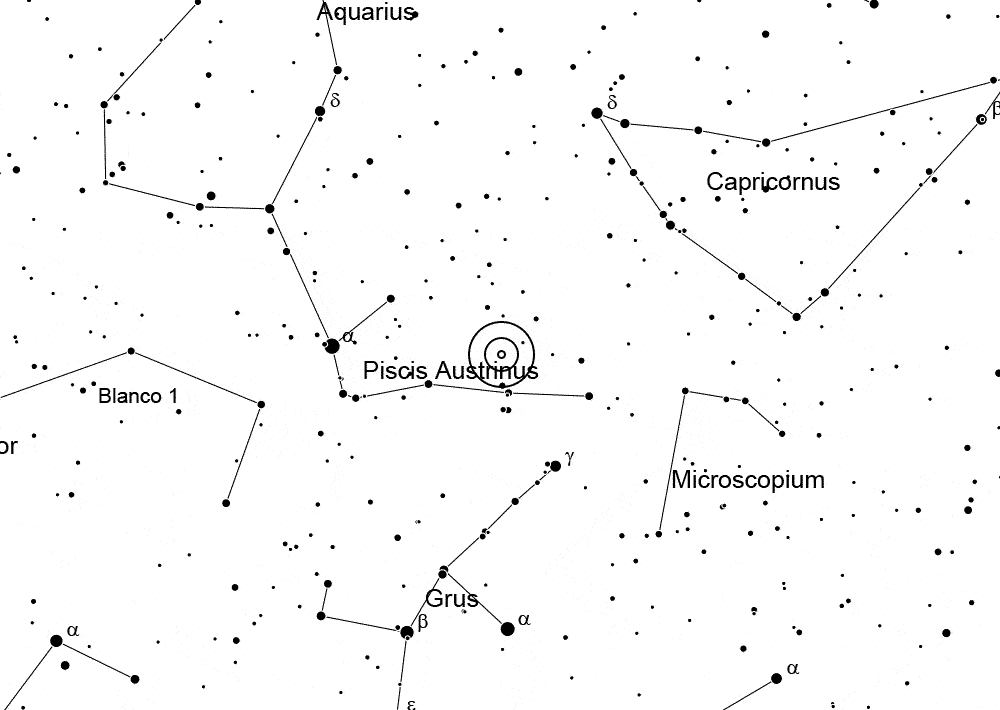 Aquarius
δ
δ
β
Capricornus
α
Piscis Austrinus
Blanco 1
or
γ
Microscopium
Grus
β
α
α
α
ε